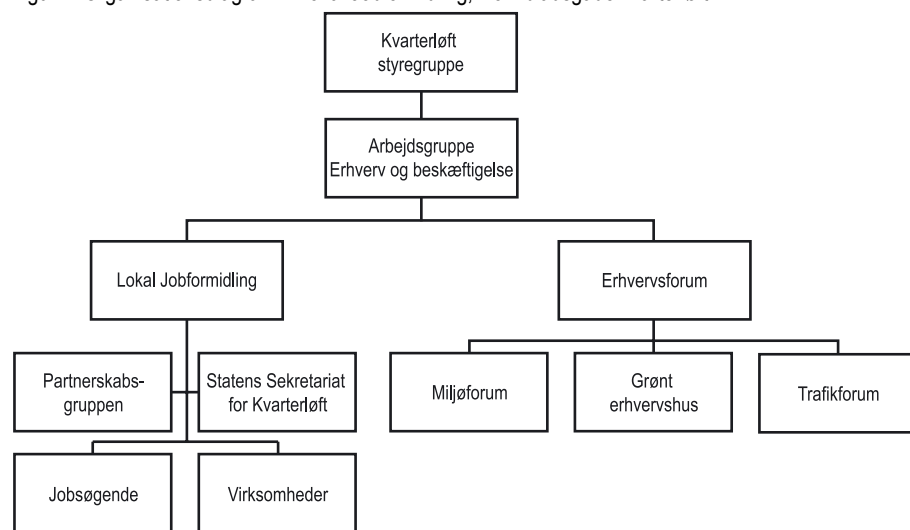 Kvarterløft
styregruppe
Arbejdsgruppe
Erhverv og beskæftigelse
Lokal Jobformidling
Erhvervsforum
Partnerskabs-
gruppen
Statens Sekretariat
for Kvarterløft
Miljøforum
Grønt
erhvervshus
Trafikforum
Jobsøgende
Virksomheder